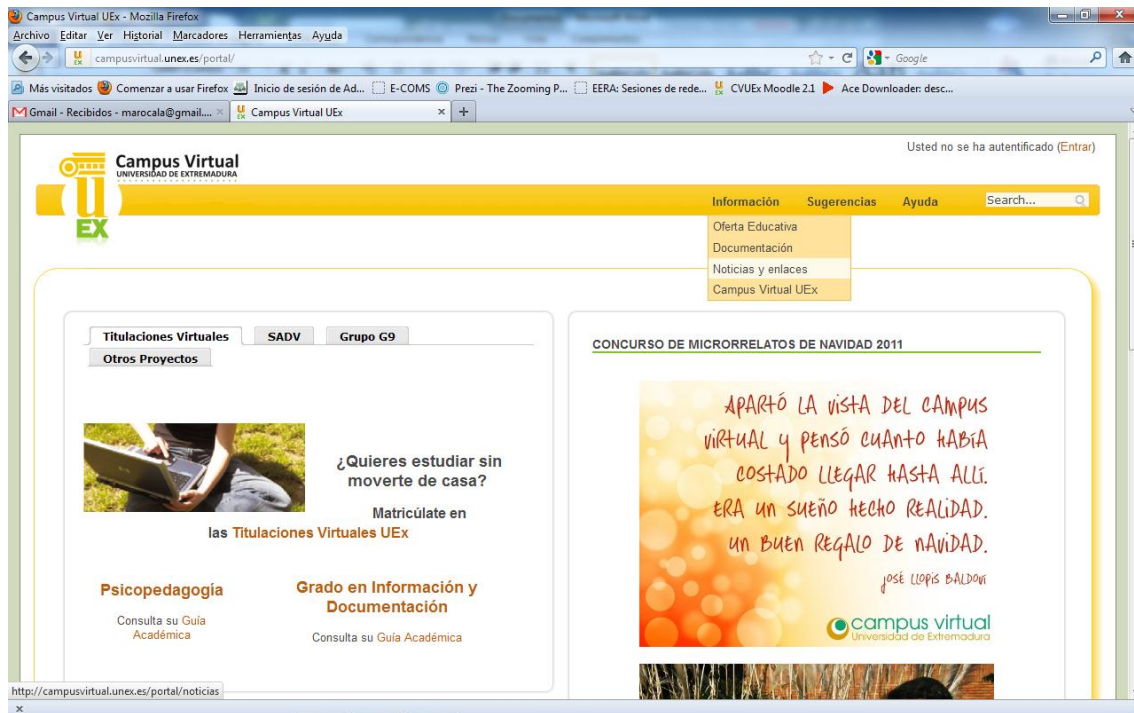 Campus Virtual UEx - Mozilla Firefox
Archivo Editar Ver Historial Marcadores Herramientas Ayuda
campusvirtual.unex.es/portal/
Google
Más visitados Comenzar a usar Firefox Inicio de sesión de Ad... E-COMS Prezi - The Zooming P... EERA: Sesiones de rede... CVUEx Moodle 2.1 Ace Downloader: desc...
Gmail - Recibidos - marocala@gmail.... Campus Virtual UEx
Usted no se ha autentificado (Entrar)
Campus Virtual
UNIVERSIDAD DE EXTREMADURA
u
EX
Información Sugerencias Ayuda Search...
Oferta Educativa
Documentación
Noticias y enlaces
Campus Virtual UEx
Titulaciones Virtuales SADV Grupo G9
Otros Proyectos
¿Quieres estudiar sin
moverte de casa?
Matricúlate en
las Titulaciones Virtuales UEx
Psicopedagogía
Consulta su Guía
Académica
Grado en Información y
Documentación
Consulta su Guía Académica
CONCURSO DE MICRORRELATOS DE NAVIDAD 2011
APARTÓ LA VISTA DEL CAMPUS
VIRTUAL Y PENSÓ CUANTO HABÍA
COSTADO LLEGAR HASTA ALLÍ.
ERA UN SUEÑO HECHO REALIDAD.
UN BUEN REGALO DE NAVIDAD.
JOSÉ LLOPIS BALDOVI
campus virtual
Universidad de Extremadura
http://campusvirtual.unex.es/portal/noticias